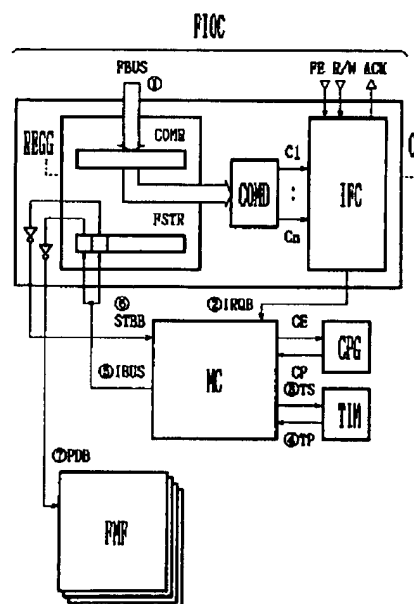 FIOC
FBUS
①
FE R/W ACK
REGG
COMR
COMD
C1
:
Cn
IFC
C
FSTR
⑥
STBB
②IRQB
⑤IBUS
MC
CE
CPG
CP
③TS
TIM
④TP
⑦PDB
FMF